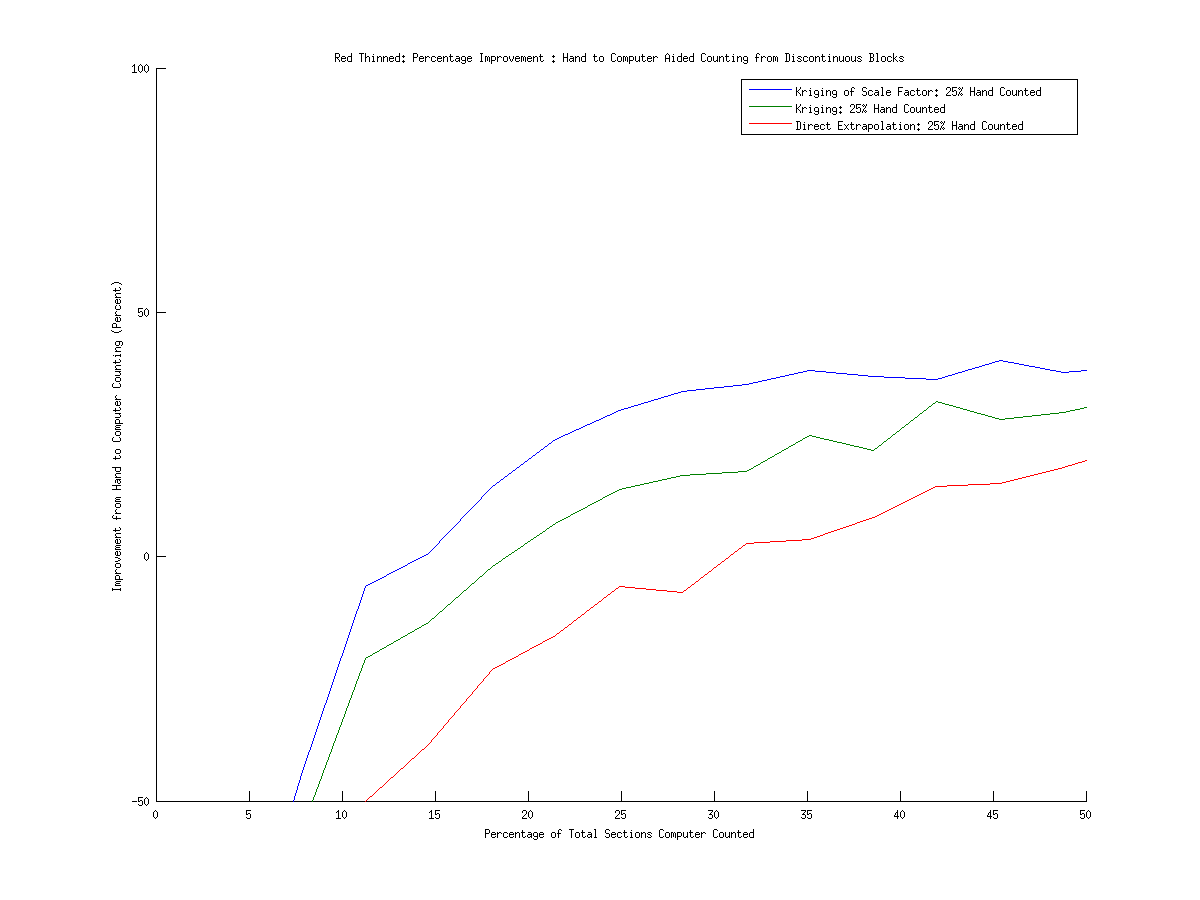 Red Thinned: Percentage Improvement : Hand to Computer Aided Counting from Discontinuous Blocks
Kriging of Scale Factor: 25% Hand Counted
Kriging: 25% Hand Counted
Direct Extrapolation: 25% Hand Counted
Improvement from Hand to Computer Counting (Percent)
100
50
0
-50
0 5 10 15 20 25 30 35 40 45 50
Percentage of Total Sections Computer Counted